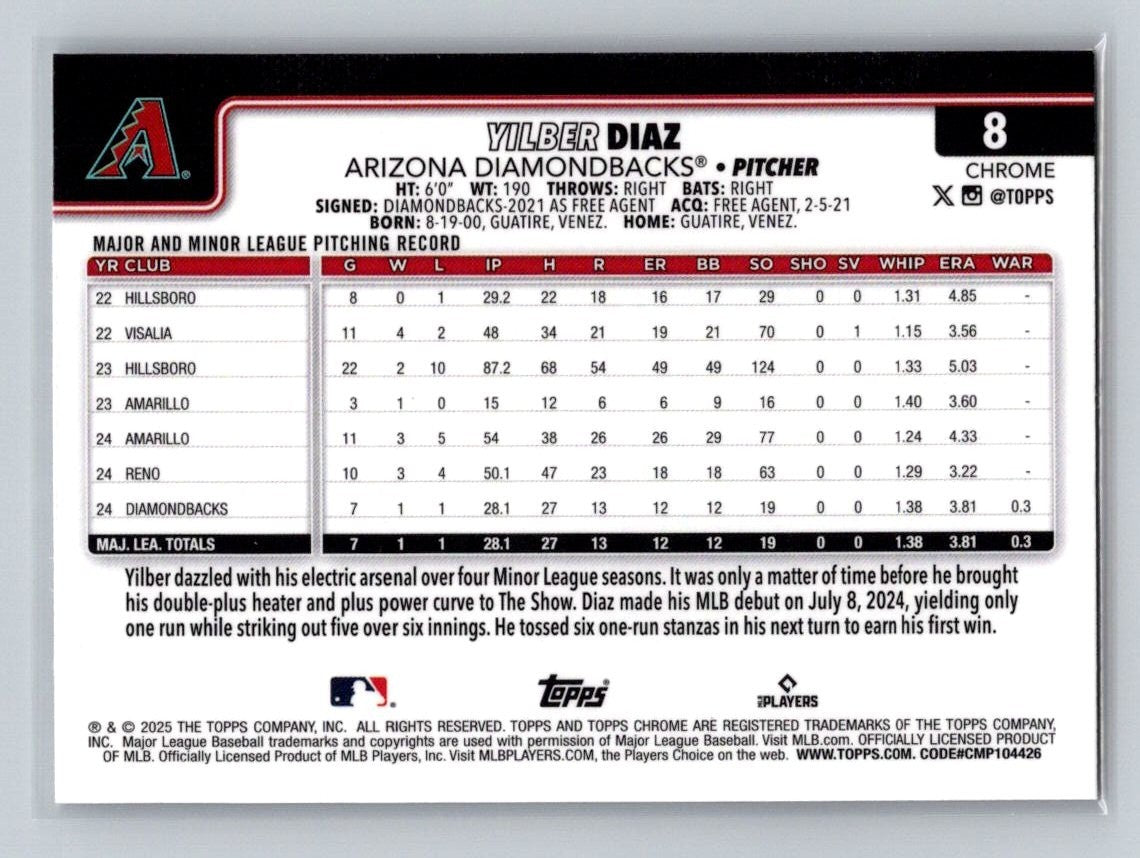 8
YILBER DIAZ
ARIZONA DIAMONDBACKS® • PITCHER
CHROME
HT: 6'0" WT: 190 THROWS: RIGHT BATS: RIGHT
X @TOPPS
SIGNED: DIAMONDBACKS-2021 AS FREE AGENT ACQ: FREE AGENT, 2-5-21
BORN: 8-19-00, GUATIRE, VENEZ. HOME: GUATIRE, VENEZ.
MAJOR AND MINOR LEAGUE PITCHING RECORD
YR CLUB G W L IP H R ER BB SO SHO SV WHIP ERA WAR
22 HILLSBORO 8 0 1 29.2 22 18 16 17 29 0 0 1.31 4.85 -
22 VISALIA 11 4 2 48 34 21 19 21 70 0 1 1.15 3.56 -
23 HILLSBORO 22 2 10 87.2 68 54 49 49 124 0 0 1.33 5.03 -
23 AMARILLO 3 1 0 15 12 6 6 9 16 0 0 1.40 3.60 -
24 AMARILLO 11 3 5 54 38 26 26 29 77 0 0 1.24 4.33 -
24 RENO 10 3 4 50.1 47 23 18 18 63 0 0 1.29 3.22 -
24 DIAMONDBACKS 7 1 1 28.1 27 13 12 12 19 0 0 1.38 3.81 0.3
MAJ. LEA. TOTALS 7 1 1 28.1 27 13 12 12 19 0 0 1.38 3.81 0.3
Yilber dazzled with his electric arsenal over four Minor League seasons. It was only a matter of time before he brought
his double-plus heater and plus power curve to The Show. Diaz made his MLB debut on July 8, 2024, yielding only
one run while striking out five over six innings. He tossed six one-run stanzas in his next turn to earn his first win.
Topps® MLB PLAYERS
® & © 2025 THE TOPPS COMPANY, INC. ALL RIGHTS RESERVED. TOPPS AND TOPPS CHROME ARE REGISTERED TRADEMARKS OF THE TOPPS COMPANY,
INC. Major League Baseball trademarks and copyrights are used with permission of Major League Baseball. Visit MLB.com. OFFICIALLY LICENSED PRODUCT
OF MLB. Officially Licensed Product of MLB Players, Inc. Visit MLBPLAYERS.COM, the Players Choice on the web. WWW.TOPPS.COM. CODE#CMP104426